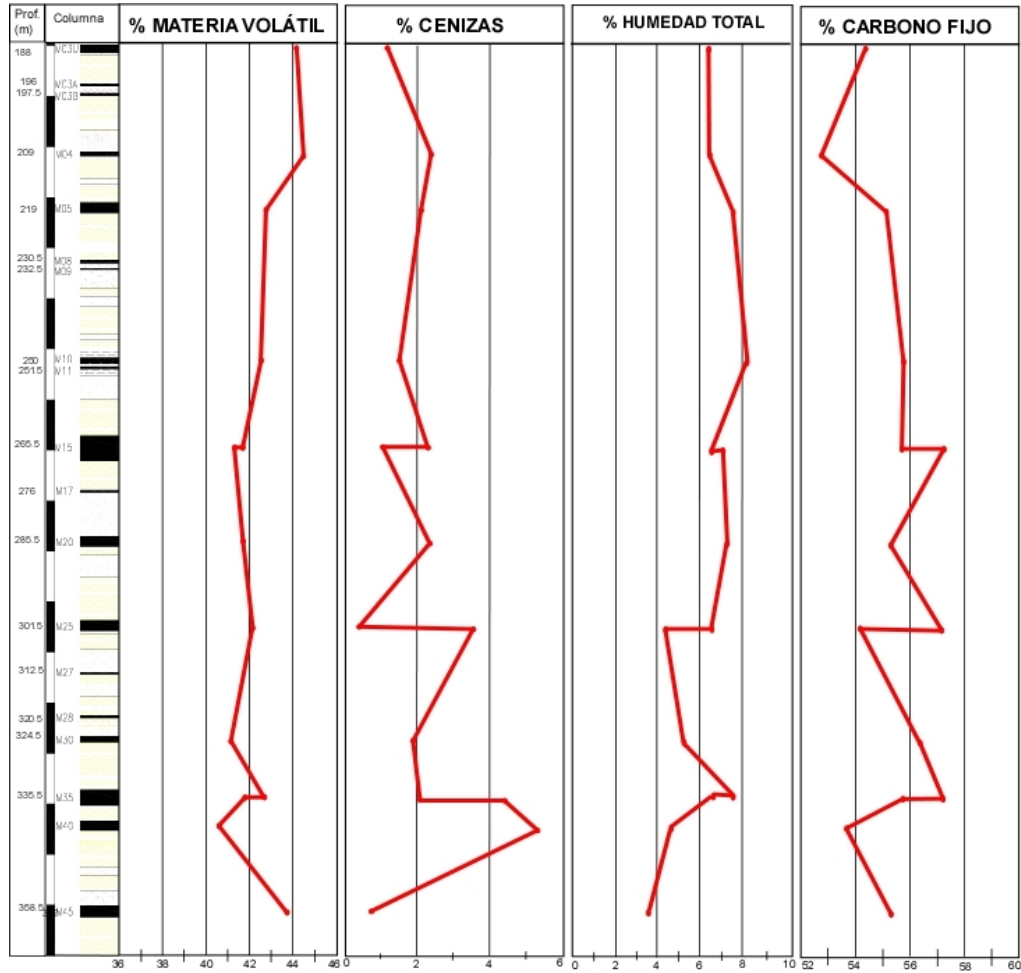 Prof.
(m)
Columna
% MATERIA VOLÁTIL
% CENIZAS
% HUMEDAD TOTAL
% CARBONO FIJO
188
196
MC3A
197.5
MC3B
209
M04
219
M05
230.5
M08
232.5
M09
250
M10
251.5
M11
265.5
M15
276
M17
285.5
M20
301.5
M25
312.5
M27
320.5
M28
324.5
M30
335.5
M35
M40
358.5
M45
36 38 40 42 44 46
0 2 4 6
0 2 4 6 8 10
52 54 56 58 60